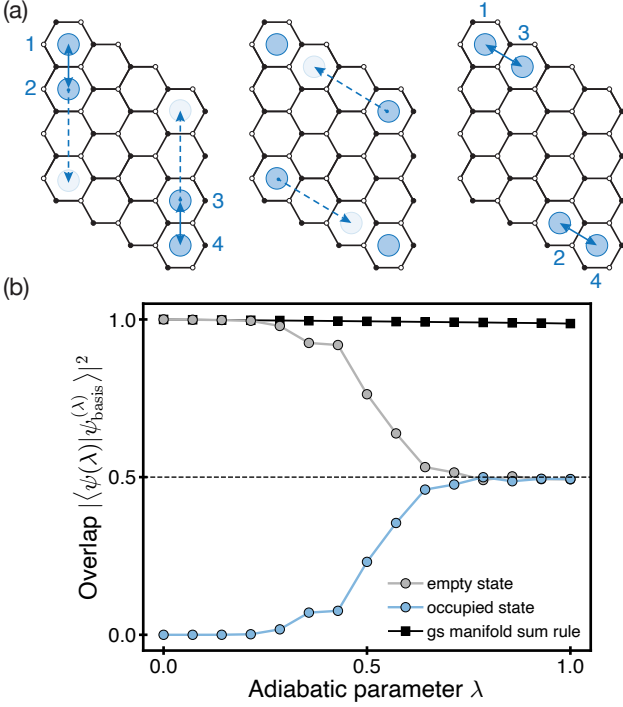 (a)
1
2
3
4
1
3
2
4
(b)
Overlap |⟨ψ(λ)|ψ_basis^(λ)⟩|²
1.0
0.5
0.0
empty state
occupied state
gs manifold sum rule
0.0
0.5
1.0
Adiabatic parameter λ